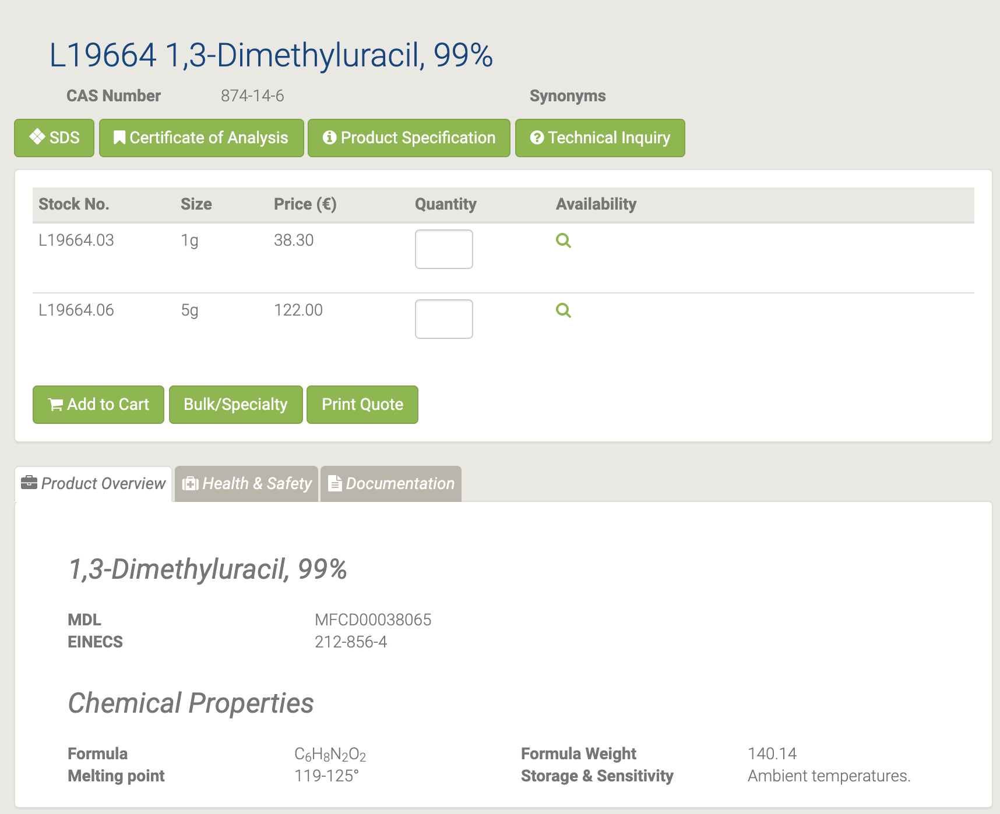 L19664 1,3-Dimethyluracil, 99%
CAS Number 874-14-6 Synonyms
SDS Certificate of Analysis Product Specification Technical Inquiry
Stock No. Size Price (€) Quantity Availability
L19664.03 1g 38.30
L19664.06 5g 122.00
Add to Cart Bulk/Specialty Print Quote
Product Overview Health & Safety Documentation
1,3-Dimethyluracil, 99%
MDL MFCD00038065
EINECS 212-856-4
Chemical Properties
Formula C₆H₈N₂O₂ Formula Weight 140.14
Melting point 119-125° Storage & Sensitivity Ambient temperatures.